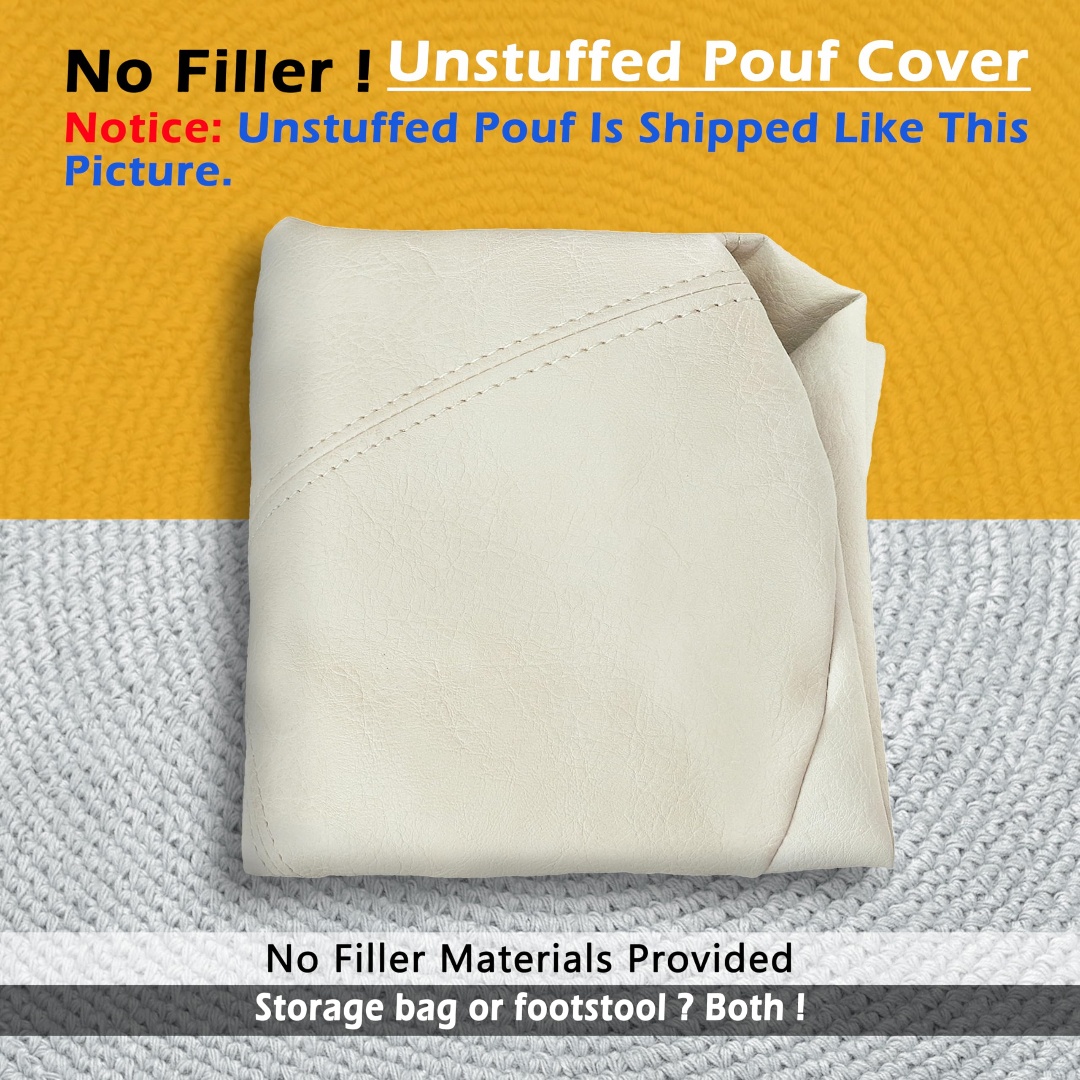 No Filler ! Unstuffed Pouf Cover
Notice: Unstuffed Pouf Is Shipped Like This
Picture.
No Filler Materials Provided
Storage bag or footstool ? Both !